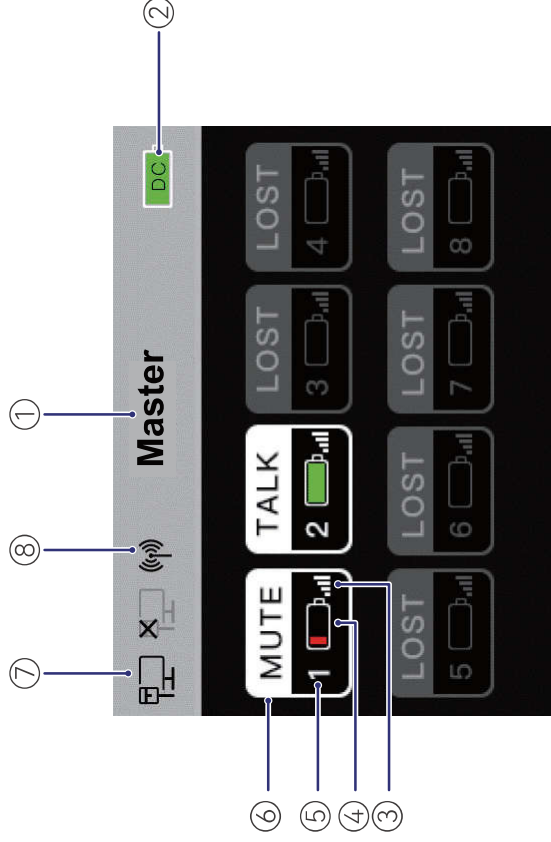 ⑦ ⑧ ① ②
Master DC
MUTE TALK LOST LOST
1 2 3 4
LOST LOST LOST LOST
5 6 7 8
⑥
⑤
④
③